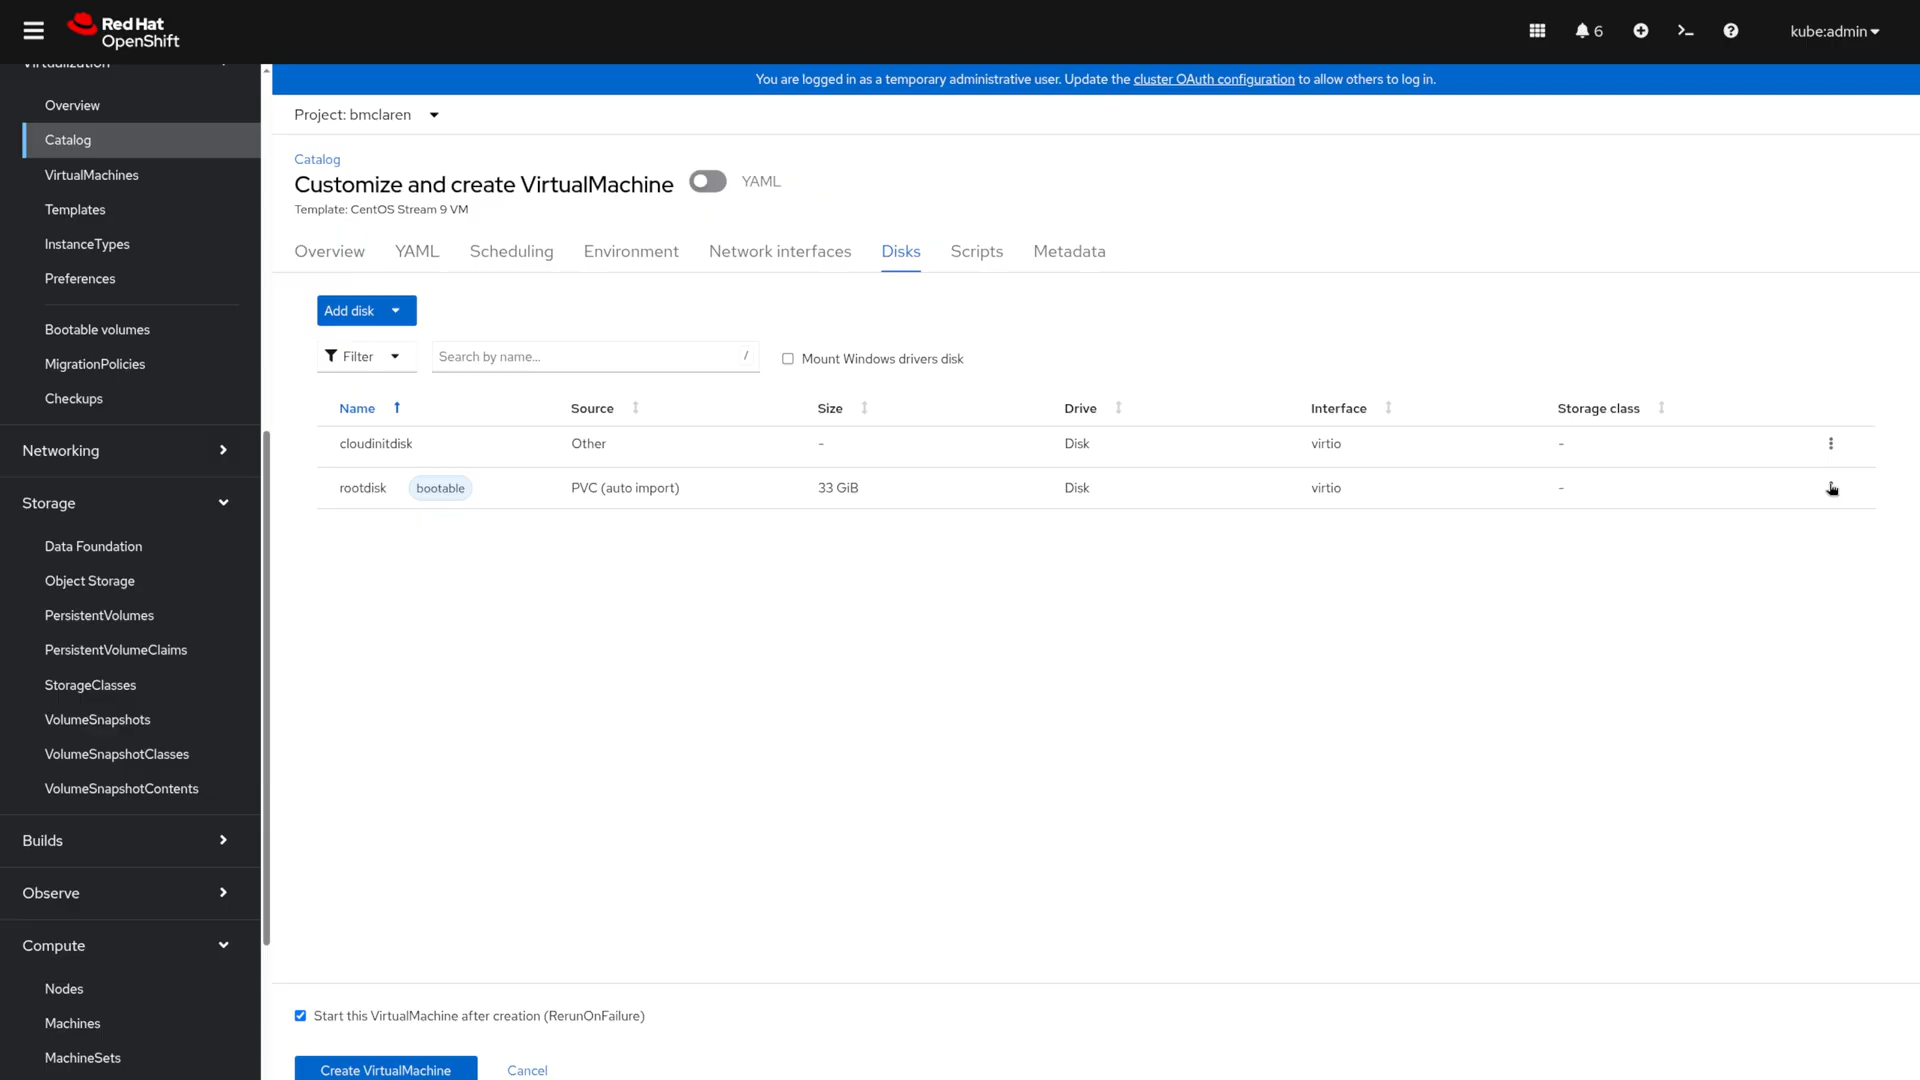 Red Hat
OpenShift
6
kube:admin
Virtualization
Overview
Catalog
VirtualMachines
Templates
InstanceTypes
Preferences
Bootable volumes
MigrationPolicies
Checkups
Networking
Storage
Data Foundation
Object Storage
PersistentVolumes
PersistentVolumeClaims
StorageClasses
VolumeSnapshots
VolumeSnapshotClasses
VolumeSnapshotContents
Builds
Observe
Compute
Nodes
Machines
MachineSets
You are logged in as a temporary administrative user. Update the cluster OAuth configuration to allow others to log in.
Project: bmclaren
Catalog
Customize and create VirtualMachine YAML
Template: CentOS Stream 9 VM
Overview YAML Scheduling Environment Network interfaces Disks Scripts Metadata
Add disk
Filter Search by name... / Mount Windows drivers disk
Name Source Size Drive Interface Storage class
cloudinitdisk Other - Disk virtio -
rootdisk bootable PVC (auto import) 33 GiB Disk virtio -
Start this VirtualMachine after creation (RerunOnFailure)
Create VirtualMachine Cancel